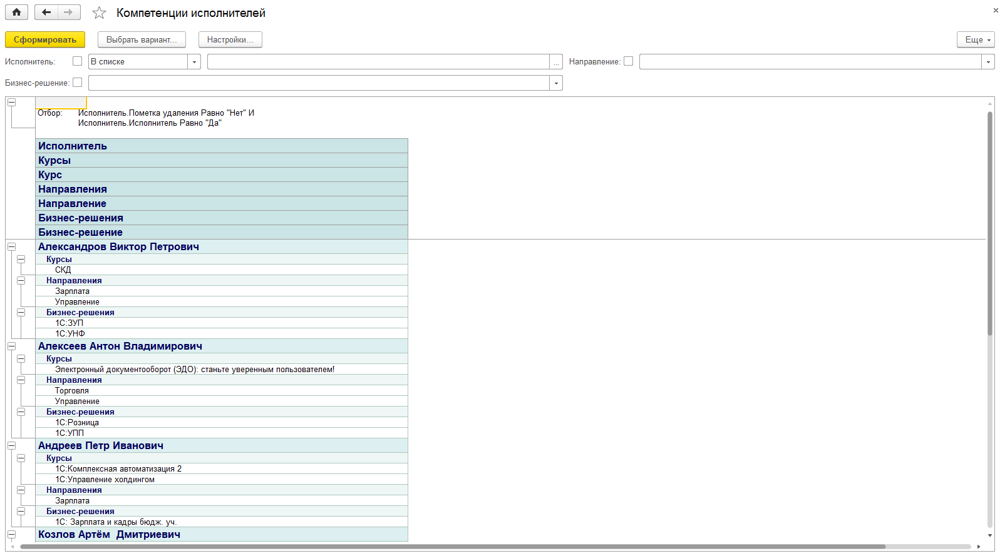 Компетенции исполнителей
Сформировать Выбрать вариант... Настройки... Еще
Исполнитель: В списке ... Направление:
Бизнес-решение:
Отбор: Исполнитель.Пометка удаления Равно "Нет" И
Исполнитель.Исполнитель Равно "Да"
Исполнитель
Курсы
Курс
Направления
Направление
Бизнес-решения
Бизнес-решение
Александров Виктор Петрович
Курсы
СКД
Направления
Зарплата
Управление
Бизнес-решения
1С:ЗУП
1С:УНФ
Алексеев Антон Владимирович
Курсы
Электронный документооборот (ЭДО): станьте уверенным пользователем!
Направления
Торговля
Управление
Бизнес-решения
1С:Розница
1С:УПП
Андреев Петр Иванович
Курсы
1С:Комплексная автоматизация 2
1С:Управление холдингом
Направления
Зарплата
Бизнес-решения
1С: Зарплата и кадры бюдж. уч.
Козлов Артём  Дмитриевич